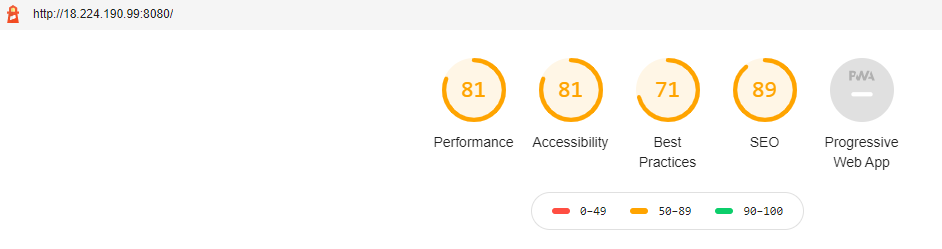 http://18.224.190.99:8080/
81 81 71 89 PWA
Performance Accessibility Best Practices SEO Progressive Web App
0–49 50–89 90–100